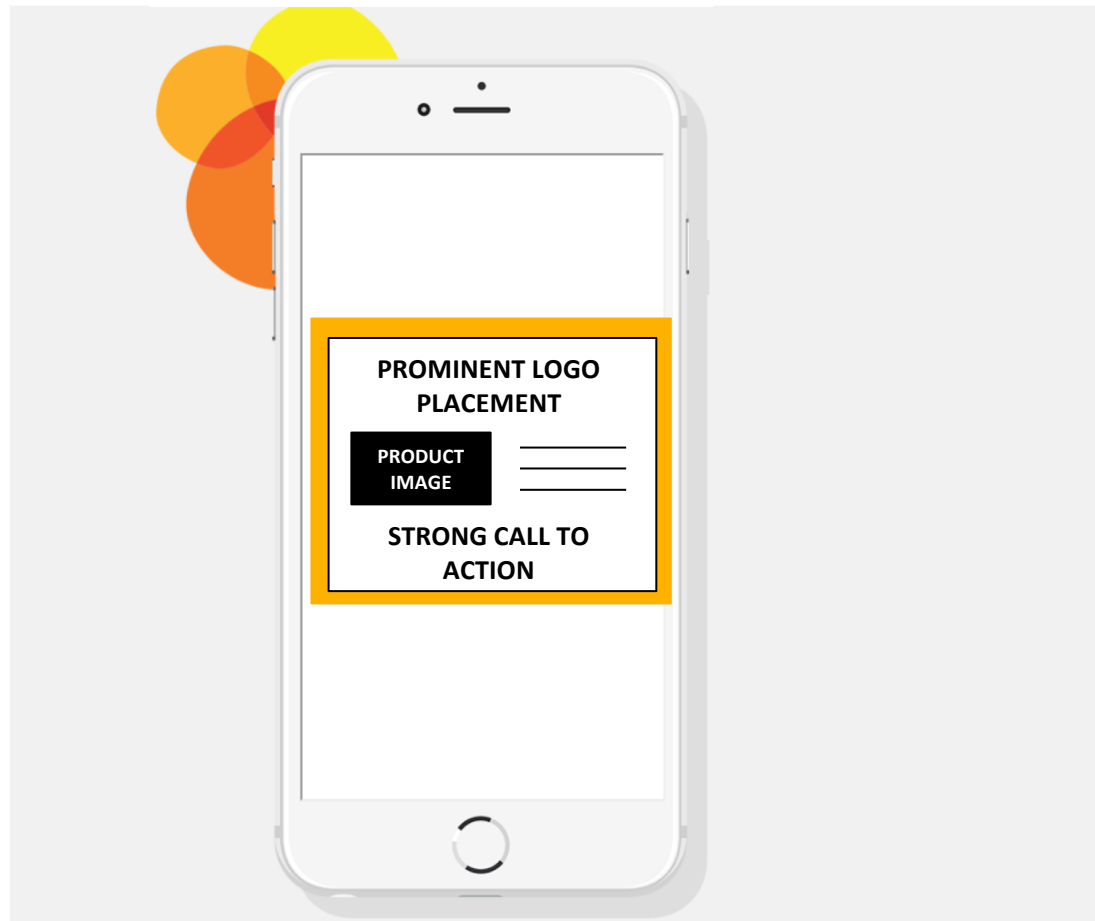 PROMINENT LOGO
PLACEMENT
PRODUCT
IMAGE
STRONG CALL TO
ACTION